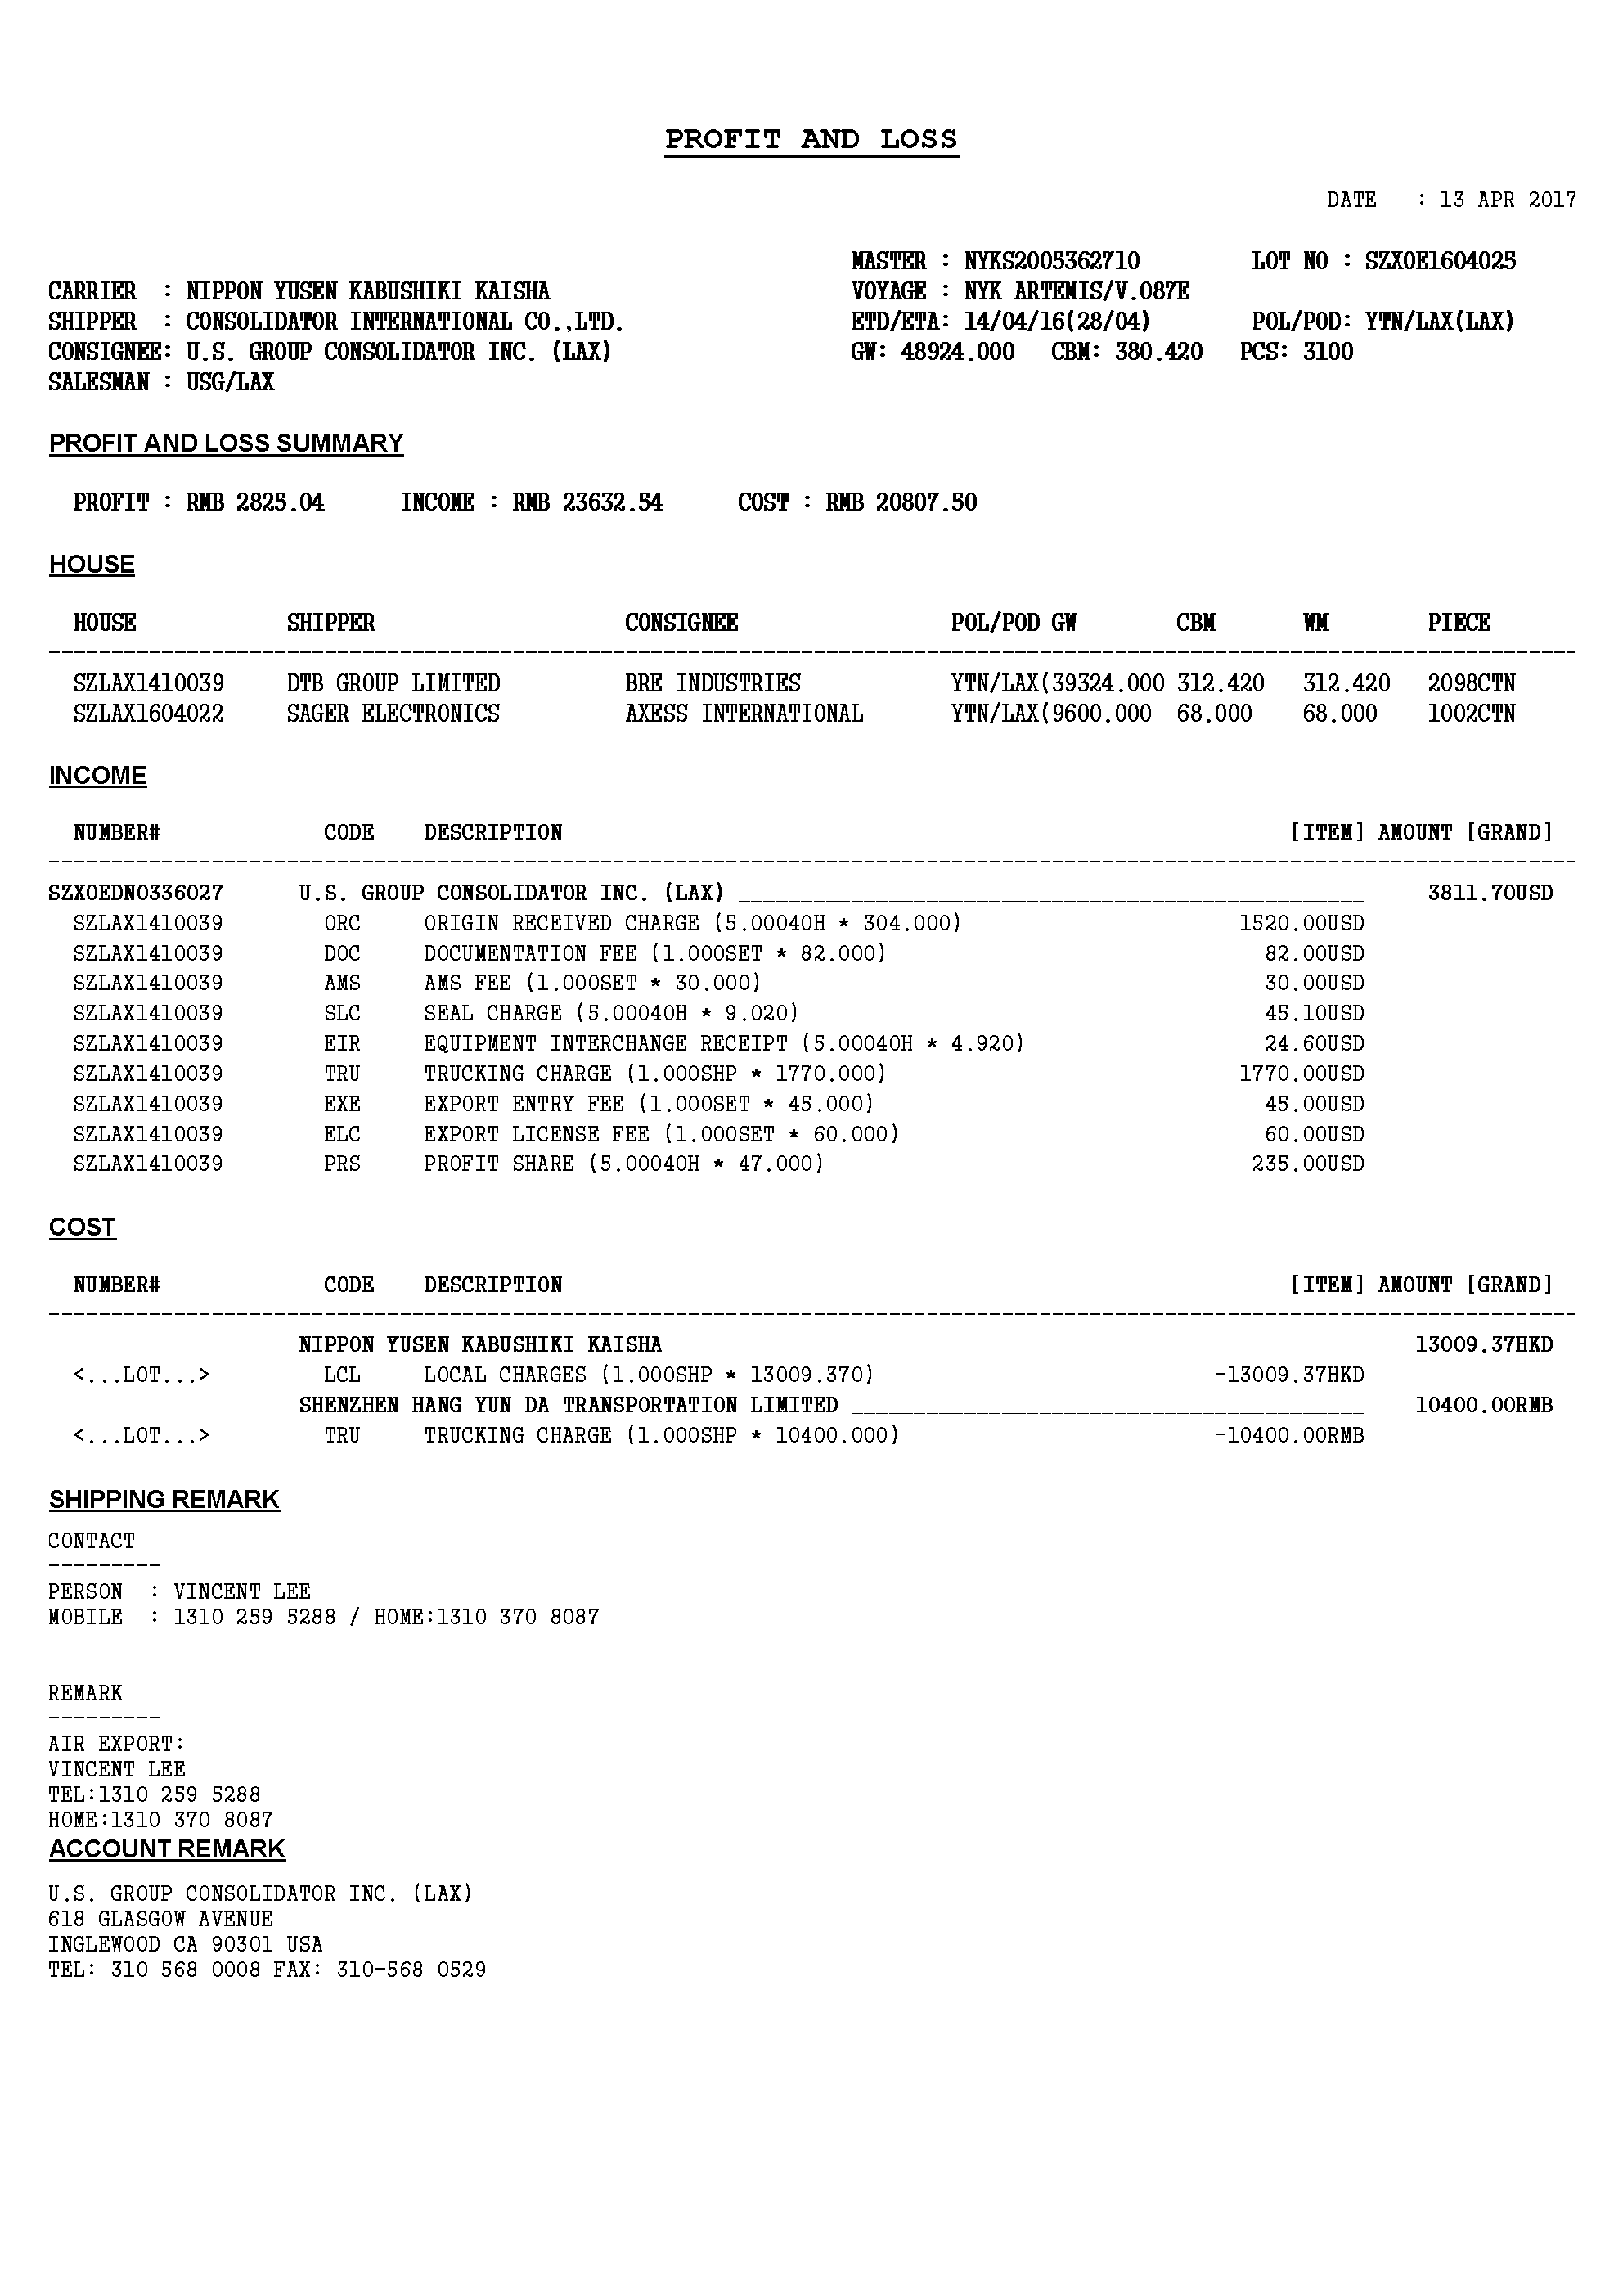 PROFIT AND LOSS
DATE : 13 APR 2017
MASTER : NYKS2005362710 LOT NO : SZXOE1604025
CARRIER : NIPPON YUSEN KABUSHIKI KAISHA VOYAGE : NYK ARTEMIS/V.087E
SHIPPER : CONSOLIDATOR INTERNATIONAL CO.,LTD. ETD/ETA: 14/04/16(28/04) POL/POD: YTN/LAX(LAX)
CONSIGNEE: U.S. GROUP CONSOLIDATOR INC. (LAX) GW: 48924.000 CBM: 380.420 PCS: 3100
SALESMAN : USG/LAX
PROFIT AND LOSS SUMMARY
PROFIT : RMB 2825.04 INCOME : RMB 23632.54 COST : RMB 20807.50
HOUSE
HOUSE SHIPPER CONSIGNEE POL/POD GW CBM WM PIECE
SZLAX1410039 DTB GROUP LIMITED BRE INDUSTRIES YTN/LAX(39324.000 312.420 312.420 2098CTN
SZLAX1604022 SAGER ELECTRONICS AXESS INTERNATIONAL YTN/LAX(9600.000 68.000 68.000 1002CTN
INCOME
NUMBER# CODE DESCRIPTION [ITEM] AMOUNT [GRAND]
SZXOEDN0336027 U.S. GROUP CONSOLIDATOR INC. (LAX) 3811.70USD
SZLAX1410039 ORC ORIGIN RECEIVED CHARGE (5.00040H * 304.000) 1520.00USD
SZLAX1410039 DOC DOCUMENTATION FEE (1.000SET * 82.000) 82.00USD
SZLAX1410039 AMS AMS FEE (1.000SET * 30.000) 30.00USD
SZLAX1410039 SLC SEAL CHARGE (5.00040H * 9.020) 45.10USD
SZLAX1410039 EIR EQUIPMENT INTERCHANGE RECEIPT (5.00040H * 4.920) 24.60USD
SZLAX1410039 TRU TRUCKING CHARGE (1.000SHP * 1770.000) 1770.00USD
SZLAX1410039 EXE EXPORT ENTRY FEE (1.000SET * 45.000) 45.00USD
SZLAX1410039 ELC EXPORT LICENSE FEE (1.000SET * 60.000) 60.00USD
SZLAX1410039 PRS PROFIT SHARE (5.00040H * 47.000) 235.00USD
COST
NUMBER# CODE DESCRIPTION [ITEM] AMOUNT [GRAND]
NIPPON YUSEN KABUSHIKI KAISHA 13009.37HKD
<...LOT...> LCL LOCAL CHARGES (1.000SHP * 13009.370) -13009.37HKD
SHENZHEN HANG YUN DA TRANSPORTATION LIMITED 10400.00RMB
<...LOT...> TRU TRUCKING CHARGE (1.000SHP * 10400.000) -10400.00RMB
SHIPPING REMARK
CONTACT
---------
PERSON : VINCENT LEE
MOBILE : 1310 259 5288 / HOME:1310 370 8087
REMARK
---------
AIR EXPORT:
VINCENT LEE
TEL:1310 259 5288
HOME:1310 370 8087
ACCOUNT REMARK
U.S. GROUP CONSOLIDATOR INC. (LAX)
618 GLASGOW AVENUE
INGLEWOOD CA 90301 USA
TEL: 310 568 0008 FAX: 310-568 0529